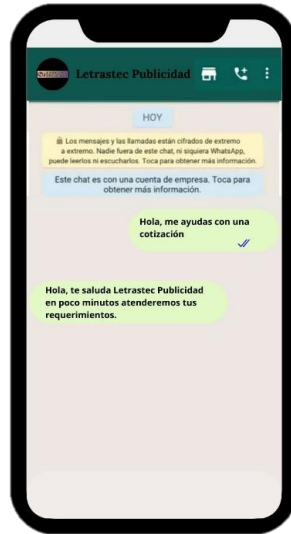 Letrastec Publicidad
HOY
Los mensajes y las llamadas están cifrados de extremo
a extremo. Nadie fuera de este chat, ni siquiera WhatsApp,
puede leerlos ni escucharlos. Toca para obtener más información.
Este chat es con una cuenta de empresa. Toca para
obtener más información.
Hola, me ayudas con una
cotización
Hola, te saluda Letrastec Publicidad
en poco minutos atenderemos tus
requerimientos.